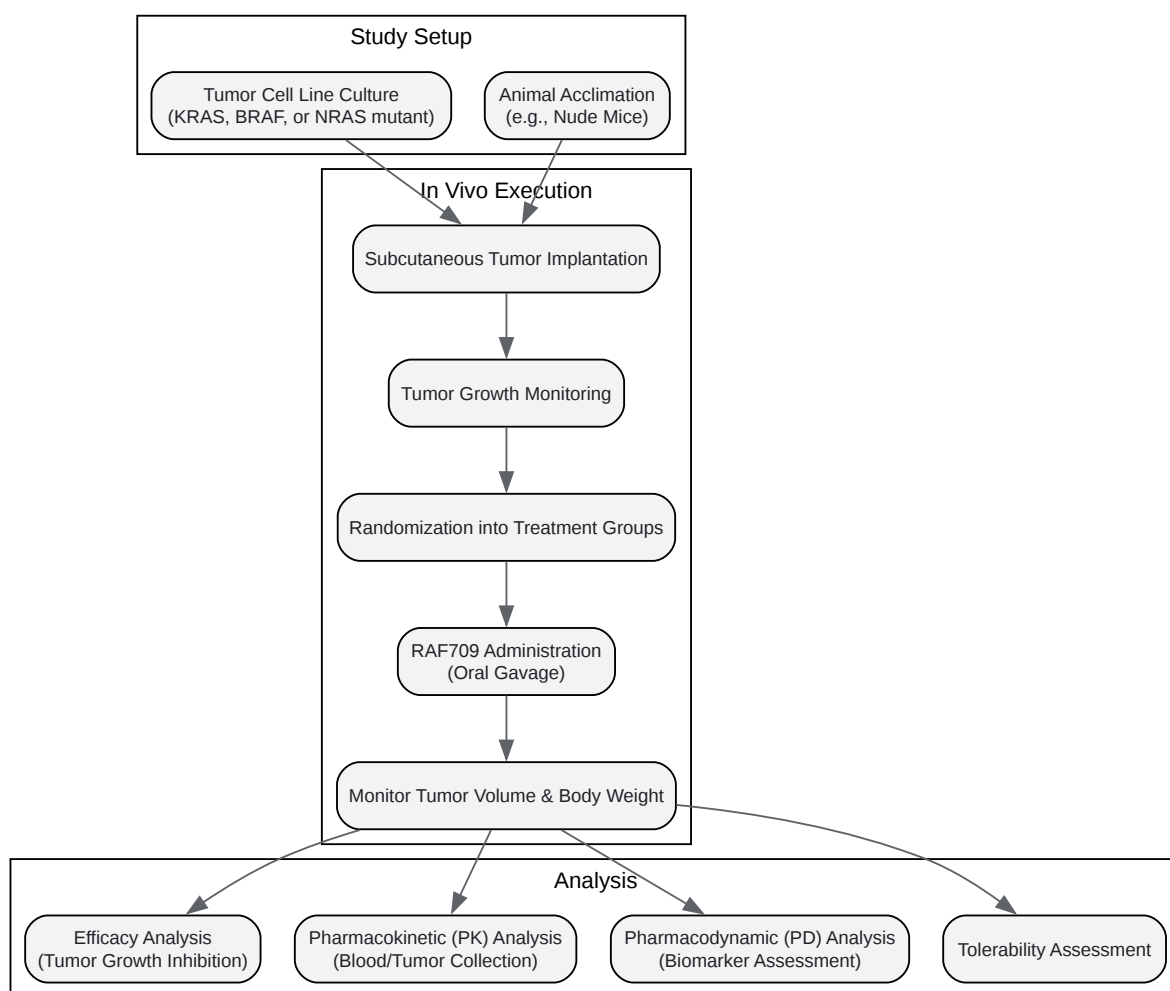 Study Setup
Tumor Cell Line Culture
(KRAS, BRAF, or NRAS mutant)
Animal Acclimation
(e.g., Nude Mice)
In Vivo Execution
Subcutaneous Tumor Implantation
Tumor Growth Monitoring
Randomization into Treatment Groups
RAF709 Administration
(Oral Gavage)
Monitor Tumor Volume & Body Weight
Analysis
Efficacy Analysis
(Tumor Growth Inhibition)
Pharmacokinetic (PK) Analysis
(Blood/Tumor Collection)
Pharmacodynamic (PD) Analysis
(Biomarker Assessment)
Tolerability Assessment